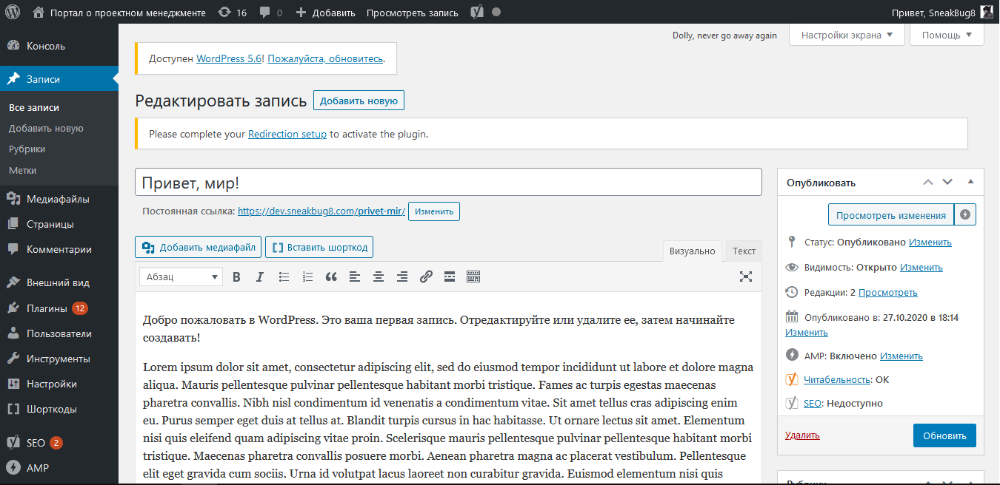 Портал о проектном менеджменте 16 0 Добавить Просмотреть запись Привет, SneakBug8
Dolly, never go away again Настройки экрана Помощь
Консоль
Записи
Все записи
Добавить новую
Рубрики
Метки
Медиафайлы
Страницы
Комментарии
Внешний вид
Плагины 12
Пользователи
Инструменты
Настройки
Шорткоды
SEO 2
AMP
Доступен WordPress 5.6! Пожалуйста, обновитесь.
Редактировать запись Добавить новую
Please complete your Redirection setup to activate the plugin.
Привет, мир!
Постоянная ссылка: https://dev.sneakbug8.com/privet-mir/ Изменить
Добавить медиафайл Вставить шорткод
Визуально Текст
Абзац B I
Добро пожаловать в WordPress. Это ваша первая запись. Отредактируйте или удалите ее, затем начинайте
создавать!
Lorem ipsum dolor sit amet, consectetur adipiscing elit, sed do eiusmod tempor incididunt ut labore et dolore magna
aliqua. Mauris pellentesque pulvinar pellentesque habitant morbi tristique. Fames ac turpis egestas maecenas
pharetra convallis. Nibh nisl condimentum id venenatis a condimentum vitae. Sit amet tellus cras adipiscing enim
eu. Purus semper eget duis at tellus at. Blandit turpis cursus in hac habitasse. Ut ornare lectus sit amet. Elementum
nisi quis eleifend quam adipiscing vitae proin. Scelerisque mauris pellentesque pulvinar pellentesque habitant morbi
tristique. Maecenas pharetra convallis posuere morbi. Aenean pharetra magna ac placerat vestibulum. Pellentesque
elit eget gravida cum sociis. Urna id volutpat lacus laoreet non curabitur gravida. Euismod elementum nisi quis
Опубликовать
Просмотреть изменения
Статус: Опубликовано Изменить
Видимость: Открыто Изменить
Редакции: 2 Просмотреть
Опубликовано в: 27.10.2020 в 18:14
Изменить
AMP: Включено Изменить
Читабельность: OK
SEO: Недоступно
Удалить Обновить
Рубрики